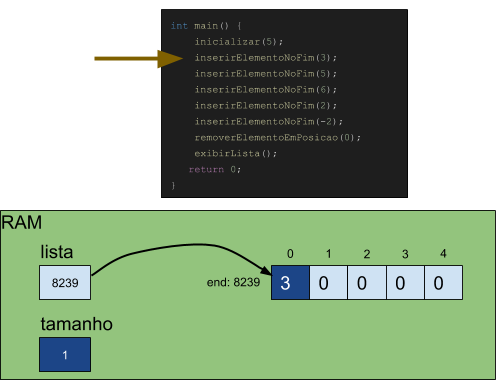 int main() {
inicializar(5);
inserirElementoNoFim(3);
inserirElementoNoFim(5);
inserirElementoNoFim(6);
inserirElementoNoFim(2);
inserirElementoNoFim(-2);
removerElementoEmPosicao(0);
exibirLista();
return 0;
}
RAM
lista
0 1 2 3 4
8239
end: 8239
3 0 0 0 0
tamanho
1